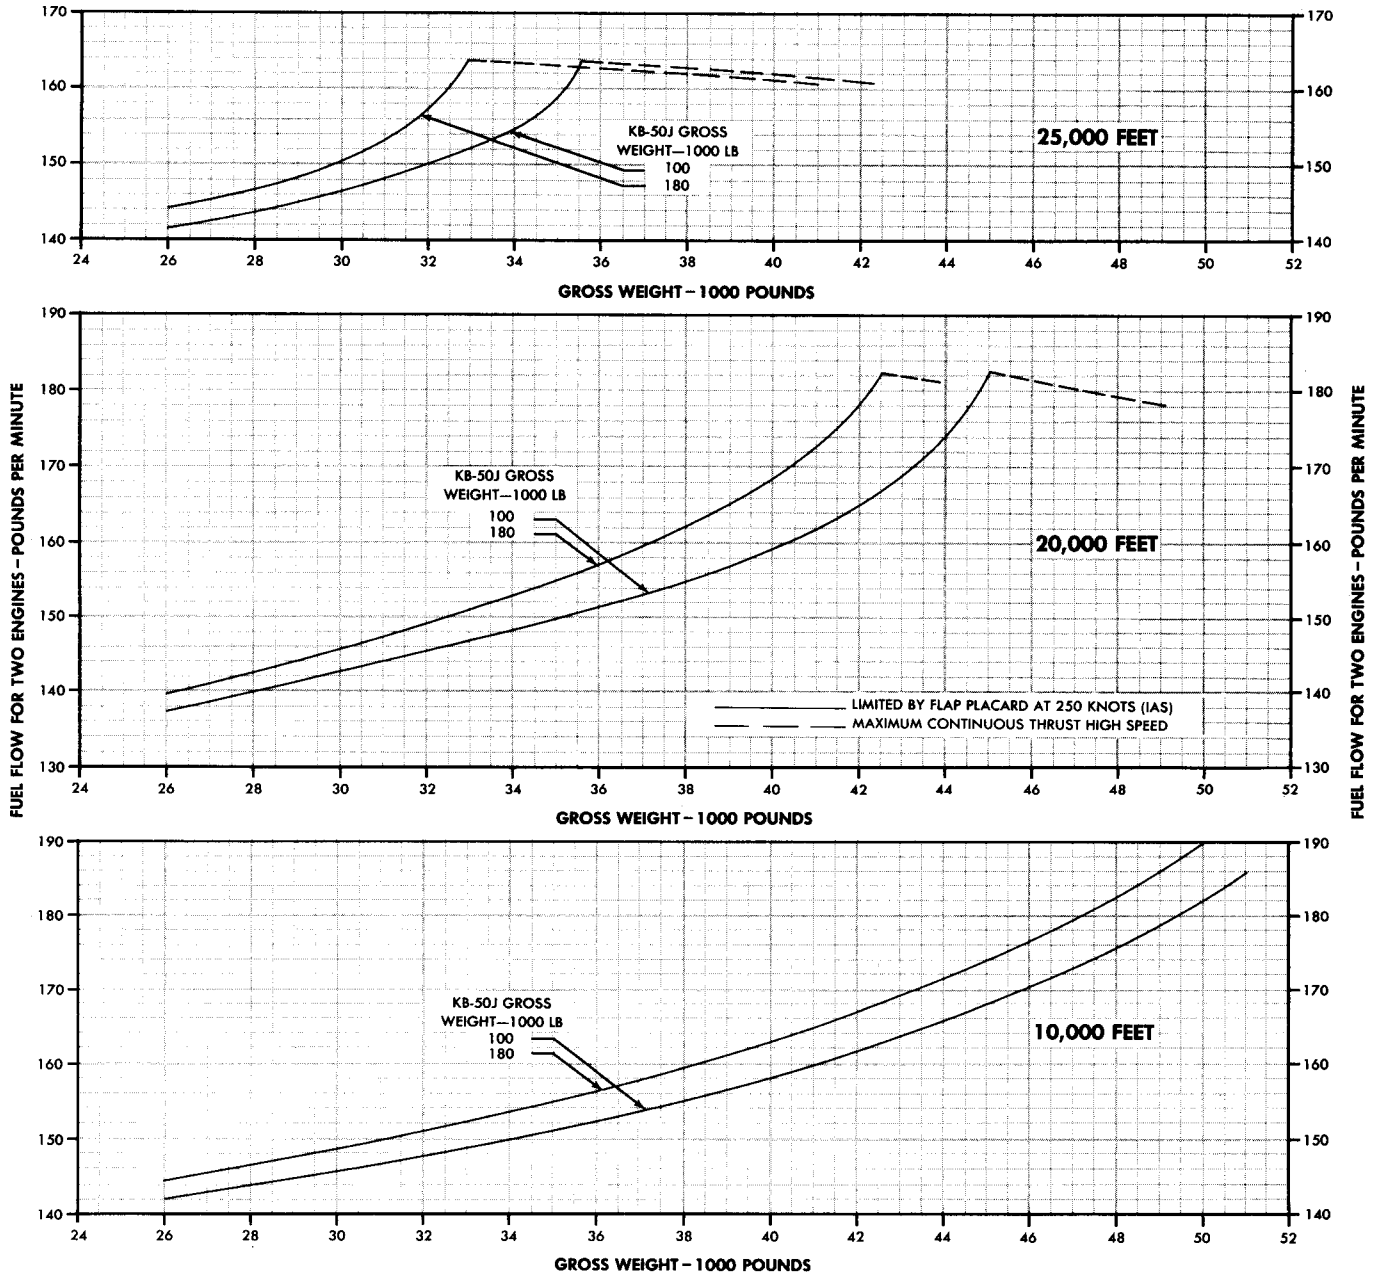 170
160
150
140
170
160
150
140
KB-50J GROSS
WEIGHT—1000 LB
100
180
25,000 FEET
24 26 28 30 32 34 36 38 40 42 44 46 48 50 52
GROSS WEIGHT – 1000 POUNDS
FUEL FLOW FOR TWO ENGINES – POUNDS PER MINUTE
190
180
170
160
150
140
130
190
180
170
160
150
140
130
FUEL FLOW FOR TWO ENGINES – POUNDS PER MINUTE
KB-50J GROSS
WEIGHT—1000 LB
100
180
20,000 FEET
LIMITED BY FLAP PLACARD AT 250 KNOTS (IAS)
MAXIMUM CONTINUOUS THRUST HIGH SPEED
24 26 28 30 32 34 36 38 40 42 44 46 48 50 52
GROSS WEIGHT – 1000 POUNDS
190
180
170
160
150
140
190
180
170
160
150
140
KB-50J GROSS
WEIGHT—1000 LB
100
180
10,000 FEET
24 26 28 30 32 34 36 38 40 42 44 46 48 50 52
GROSS WEIGHT – 1000 POUNDS